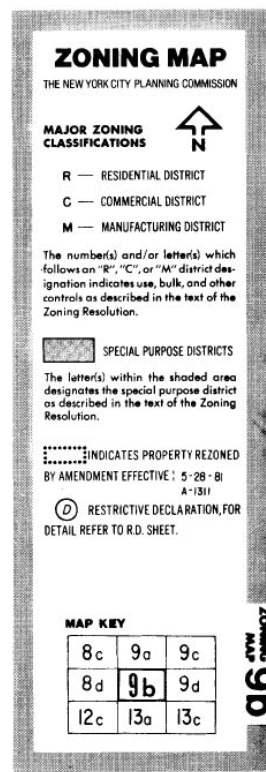 ZONING MAP
THE NEW YORK CITY PLANNING COMMISSION
MAJOR ZONING
CLASSIFICATIONS
N
R — RESIDENTIAL DISTRICT
C — COMMERCIAL DISTRICT
M — MANUFACTURING DISTRICT
The number(s) and/or letter(s) which
follows an "R", "C", or "M" district des-
ignation indicates use, bulk, and other
controls as described in the text of the
Zoning Resolution.
SPECIAL PURPOSE DISTRICTS
The letter(s) within the shaded area
designates the special purpose district
as described in the text of the Zoning
Resolution.
INDICATES PROPERTY REZONED
BY AMENDMENT EFFECTIVE : 5-28-81
A-1311
D RESTRICTIVE DECLARATION, FOR
DETAIL REFER TO R.D. SHEET.
MAP KEY
8c 9a 9c
8d 9b 9d
12c 13a 13c
ZONING
MAP
9b